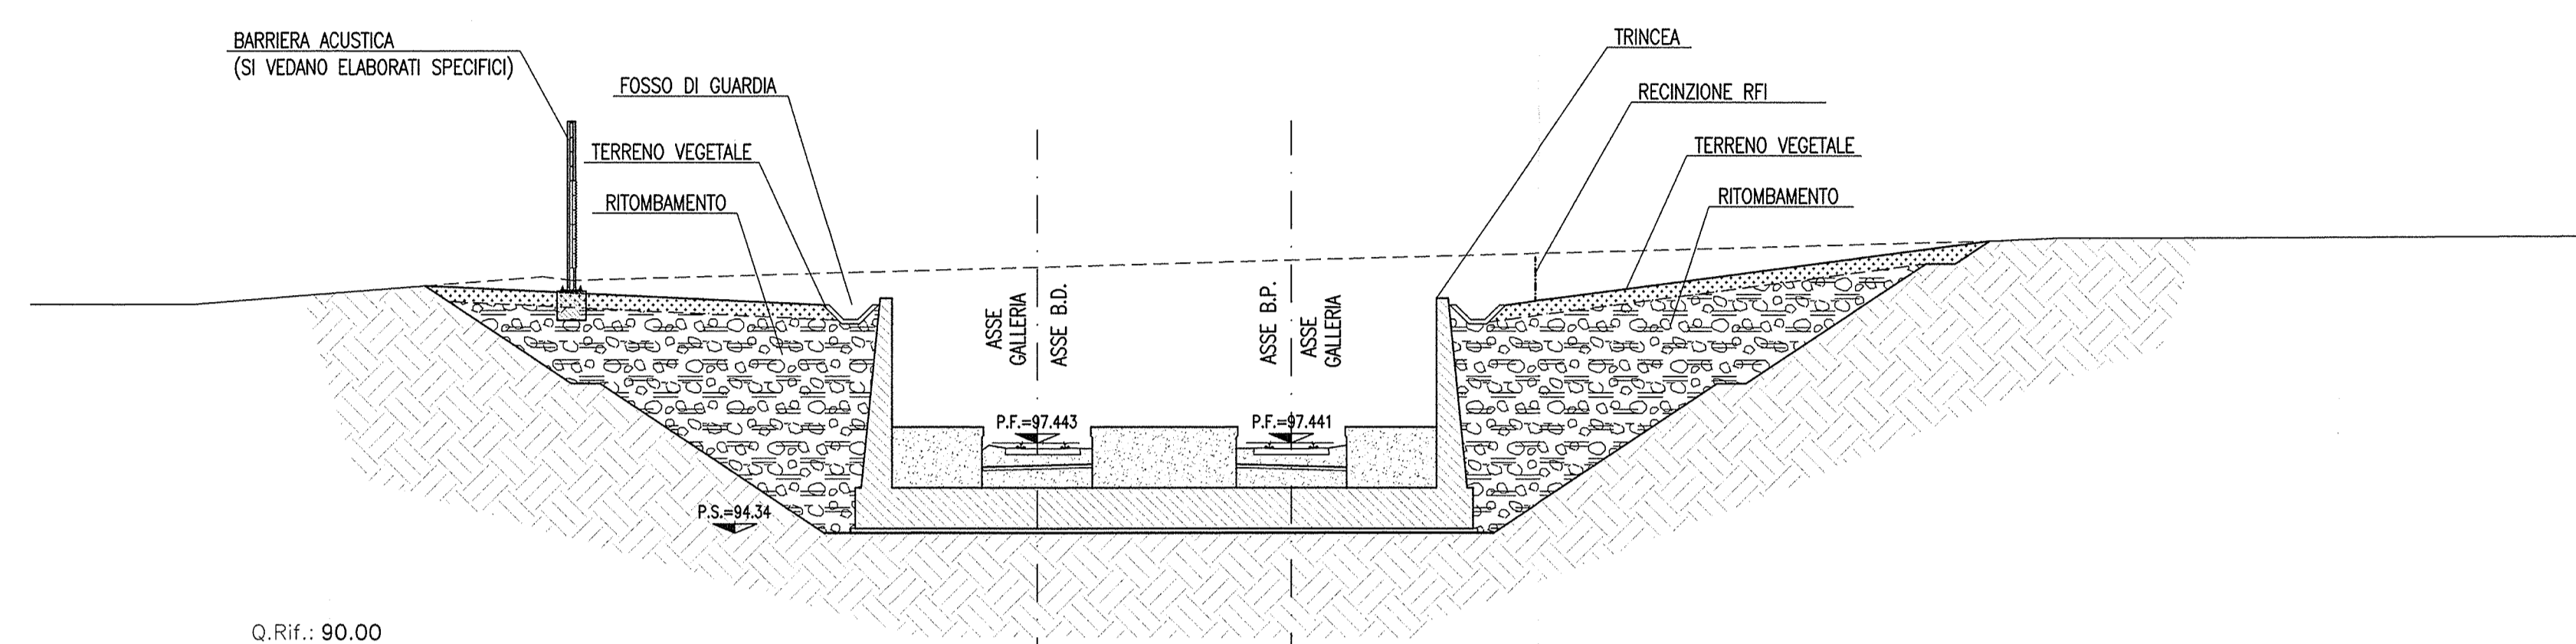 BARRIERA ACUSTICA
(SI VEDANO ELABORATI SPECIFICI)
FOSSO DI GUARDIA
TERRENO VEGETALE
RITOMBAMENTO
TRINCEA
RECINZIONE RFI
TERRENO VEGETALE
RITOMBAMENTO
ASSE
GALLERIA
ASSE B.D.
ASSE B.P.
ASSE
GALLERIA
P.F.=97.443
P.F.=97.441
P.S.=94.34
Q.Rif.: 90.00